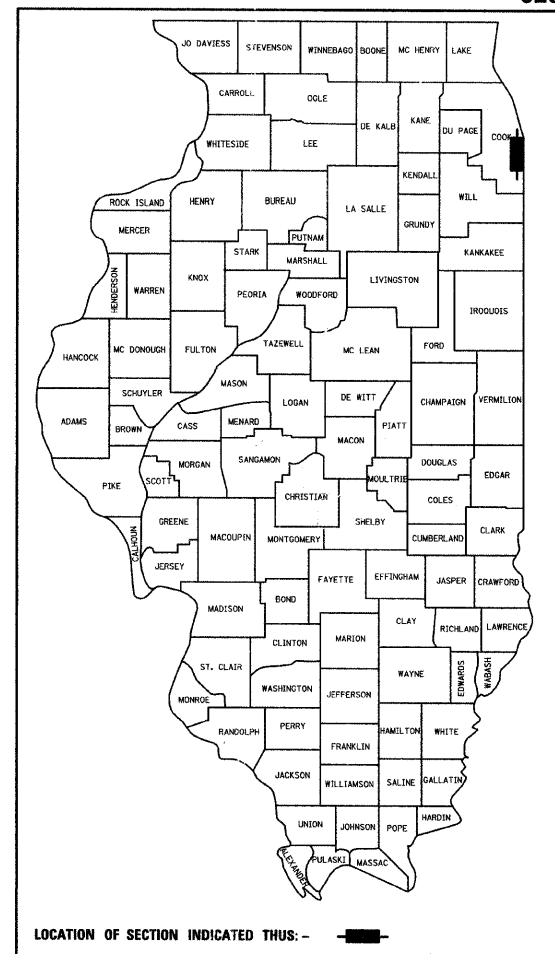 JO DAVIESS
STEVENSON
WINNEBAGO
BOONE
MC HENRY
LAKE
CARROLL
OGLE
DE KALB
KANE
DU PAGE
COOK
WHITESIDE
LEE
KENDALL
WILL
ROCK ISLAND
HENRY
BUREAU
LA SALLE
GRUNDY
MERCER
PUTNAM
STARK
MARSHALL
KANKAKEE
HENDERSON
WARREN
KNOX
PEORIA
WOODFORD
LIVINGSTON
IROQUOIS
HANCOCK
MC DONOUGH
FULTON
TAZEWELL
MC LEAN
FORD
SCHUYLER
MASON
LOGAN
DE WITT
CHAMPAIGN
VERMILION
ADAMS
BROWN
CASS
MENARD
MACON
PIATT
MORGAN
SANGAMON
DOUGLAS
EDGAR
PIKE
SCOTT
CHRISTIAN
MOULTRIE
COLES
SHELBY
CALHOUN
GREENE
MACOUPIN
MONTGOMERY
CUMBERLAND
CLARK
JERSEY
FAYETTE
EFFINGHAM
JASPER
CRAWFORD
MADISON
BOND
CLAY
RICHLAND
LAWRENCE
CLINTON
MARION
ST. CLAIR
WAYNE
EDWARDS
WABASH
WASHINGTON
JEFFERSON
MONROE
RANDOLPH
PERRY
HAMILTON
WHITE
FRANKLIN
JACKSON
WILLIAMSON
SALINE
GALLATIN
UNION
JOHNSON
POPE
HARDIN
ALEXANDER
PULASKI
MASSAC
LOCATION OF SECTION INDICATED THUS: -